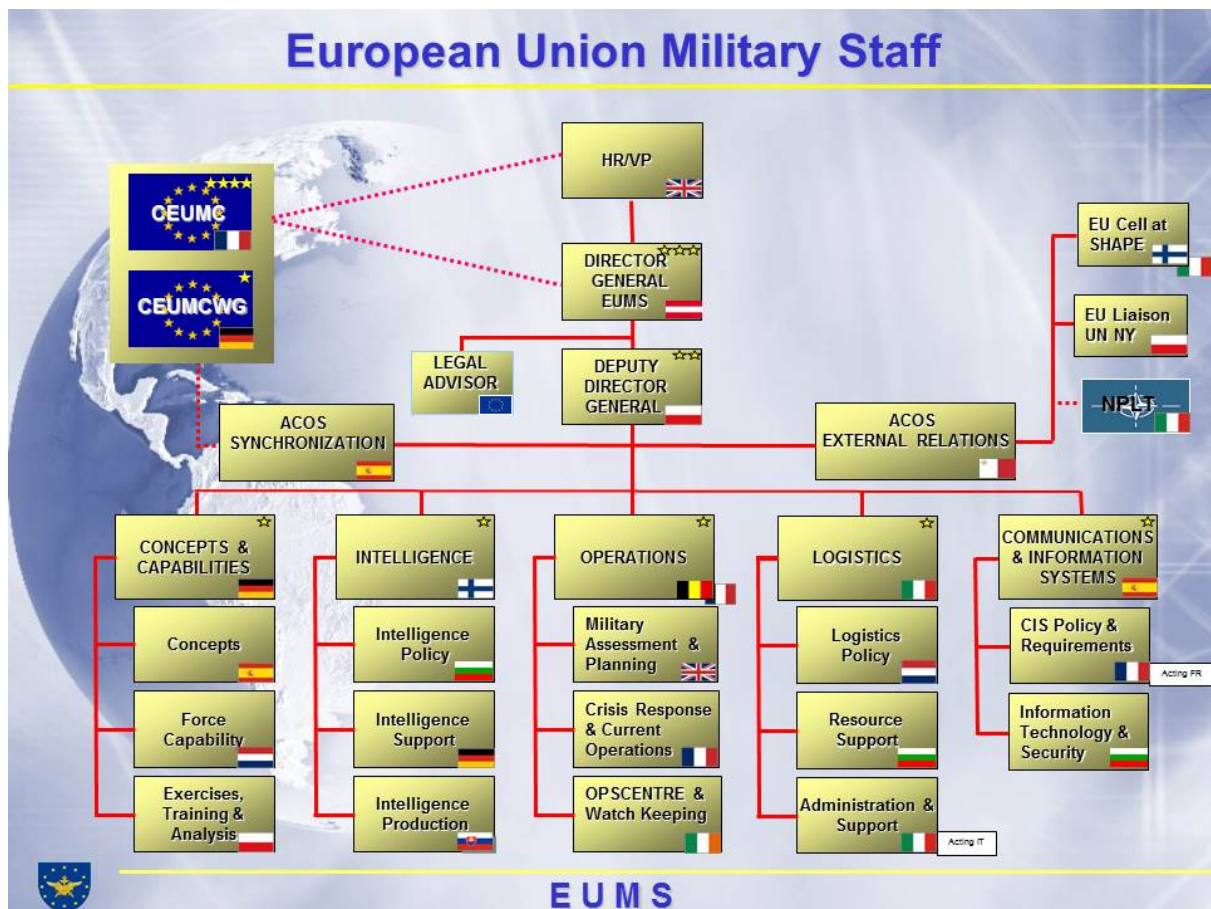 European Union Military Staff
HR/VP
CEUMC
CEUMCWG
DIRECTOR
GENERAL
EUMS
EU Cell at
SHAPE
EU Liaison
UN NY
NPLT
LEGAL
ADVISOR
DEPUTY
DIRECTOR
GENERAL
ACOS
SYNCHRONIZATION
ACOS
EXTERNAL RELATIONS
CONCEPTS &
CAPABILITIES
Concepts
Force
Capability
Exercises,
Training &
Analysis
INTELLIGENCE
Intelligence
Policy
Intelligence
Support
Intelligence
Production
OPERATIONS
Military
Assessment &
Planning
Crisis Response
& Current
Operations
OPSCENTRE &
Watch Keeping
LOGISTICS
Logistics
Policy
Resource
Support
Administration &
Support
Acting IT
COMMUNICATIONS
& INFORMATION
SYSTEMS
CIS Policy &
Requirements
Acting FR
Information
Technology &
Security
EUMS